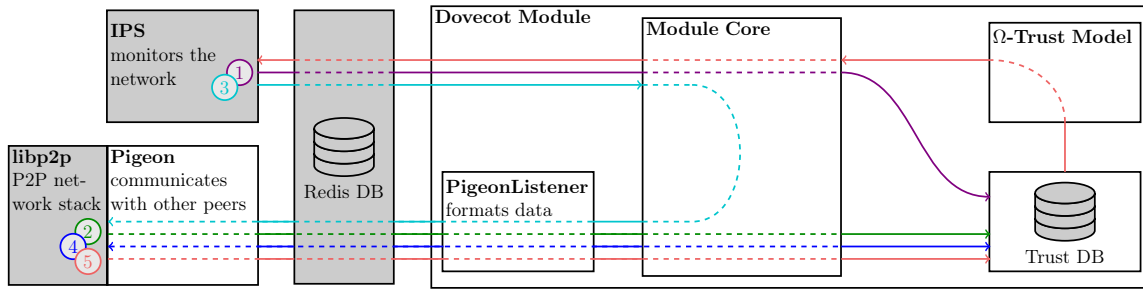 IPS
monitors the
network
1
3
Redis DB
Dovecot Module
Module Core
Ω-Trust Model
libp2p
P2P net-
work stack
2
4
5
Pigeon
communicates
with other peers
PigeonListener
formats data
Trust DB